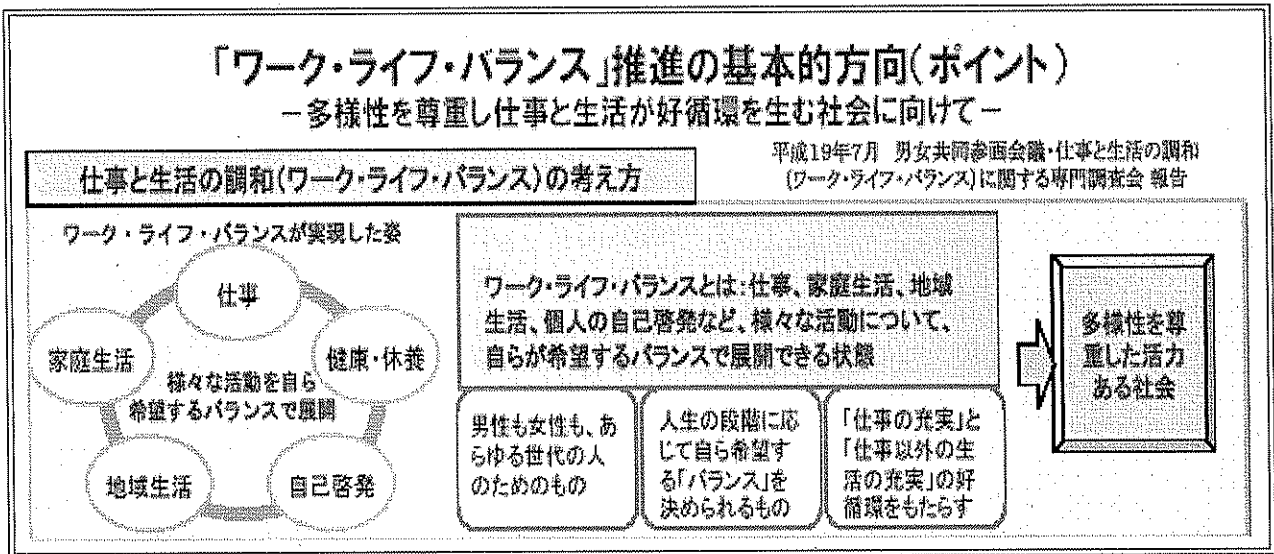 「ワーク・ライフ・バランス」推進の基本的方向(ポイント)
－多様性を尊重し仕事と生活が好循環を生む社会に向けて－
平成19年7月 男女共同参画会議・仕事と生活の調和
(ワーク・ライフ・バランス)に関する専門調査会 報告
仕事と生活の調和(ワーク・ライフ・バランス)の考え方
ワーク・ライフ・バランスが実現した姿
仕事
家庭生活
健康・休養
様々な活動を自ら
希望するバランスで展開
地域生活
自己啓発
ワーク・ライフ・バランスとは:仕事、家庭生活、地域
生活、個人の自己啓発など、様々な活動について、
自らが希望するバランスで展開できる状態
男性も女性も、あ
らゆる世代の人
のためのもの
人生の段階に応
じて自ら希望す
る「バランス」を
決められるもの
「仕事の充実」と
「仕事以外の生
活の充実」の好
循環をもたらす
多様性を尊
重した活力
ある社会